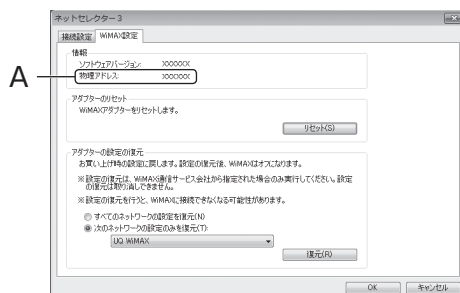 ネットセレクター3
接続設定 WiMAX設定
情報
ソフトウェアバージョン: XXXXXXX
A
物理アドレス: XXXXXXX
アダプターのリセット
WiMAXアダプターをリセットします。
リセット(S)
アダプターの設定の復元
お買い上げ時の設定に戻します。設定の復元後、WiMAXはオフになります。
※設定の復元は、WiMAX通信サービス会社から指定された場合のみ実行してください。設定
の復元は取り消しできません。
※設定の復元を行うと、WiMAXに接続できなくなる可能性があります。
すべてのネットワークの設定を復元(N)
次のネットワークの設定のみを復元(T):
UQ WiMAX
復元(R)
OK キャンセル